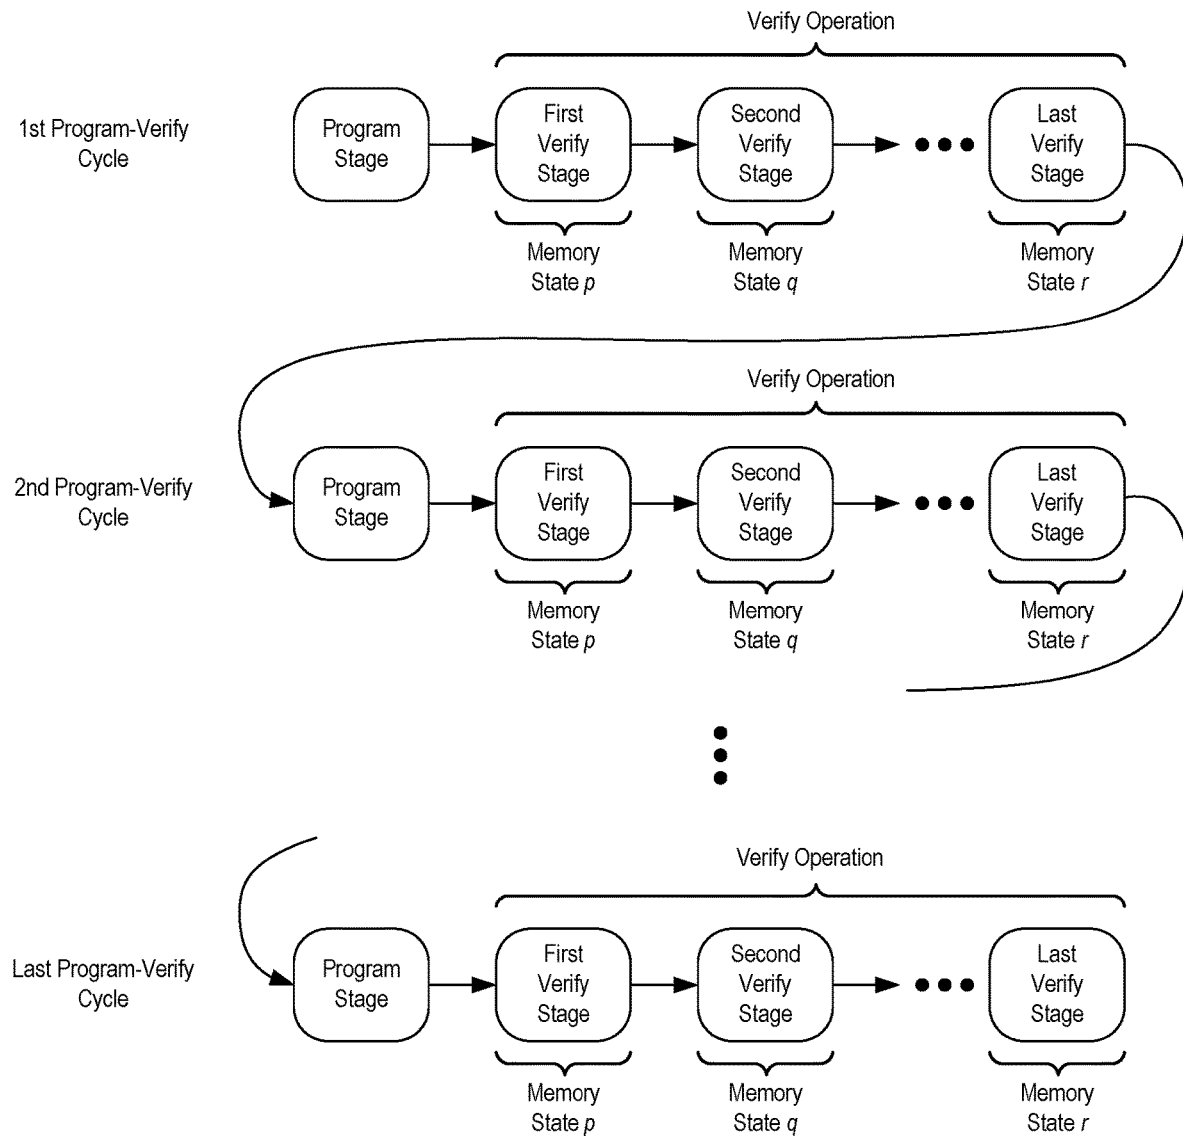 Verify Operation
1st Program-Verify
Cycle
Program
Stage
First
Verify
Stage
Second
Verify
Stage
Last
Verify
Stage
Memory
State p
Memory
State q
Memory
State r
Verify Operation
2nd Program-Verify
Cycle
Program
Stage
First
Verify
Stage
Second
Verify
Stage
Last
Verify
Stage
Memory
State p
Memory
State q
Memory
State r
Verify Operation
Last Program-Verify
Cycle
Program
Stage
First
Verify
Stage
Second
Verify
Stage
Last
Verify
Stage
Memory
State p
Memory
State q
Memory
State r